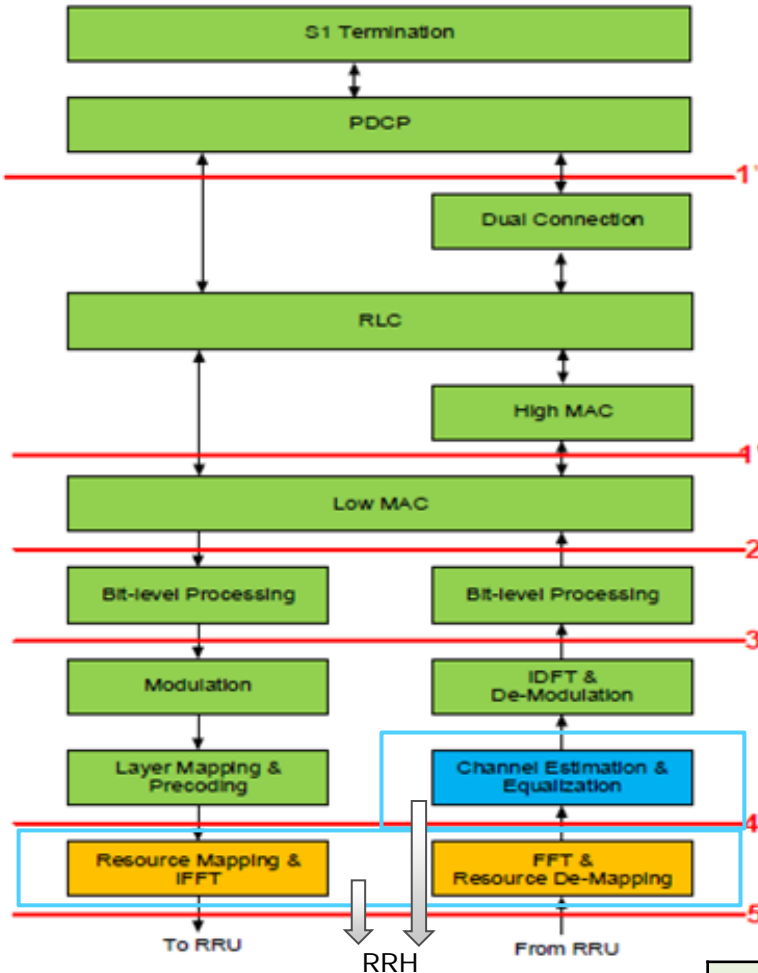 S1 Termination
PDCP
1'
Dual Connection
RLC
High MAC
1"
Low MAC
2
Bit-level Processing
Bit-level Processing
3
Modulation
IDFT &
De-Modulation
Layer Mapping &
Precoding
Channel Estimation &
Equalization
4
Resource Mapping &
IFFT
FFT &
Resource De-Mapping
5
To RRU
From RRU
RRH